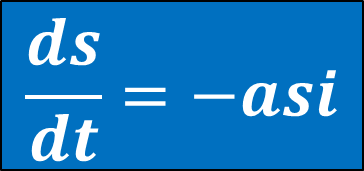 ds/dt = −asi